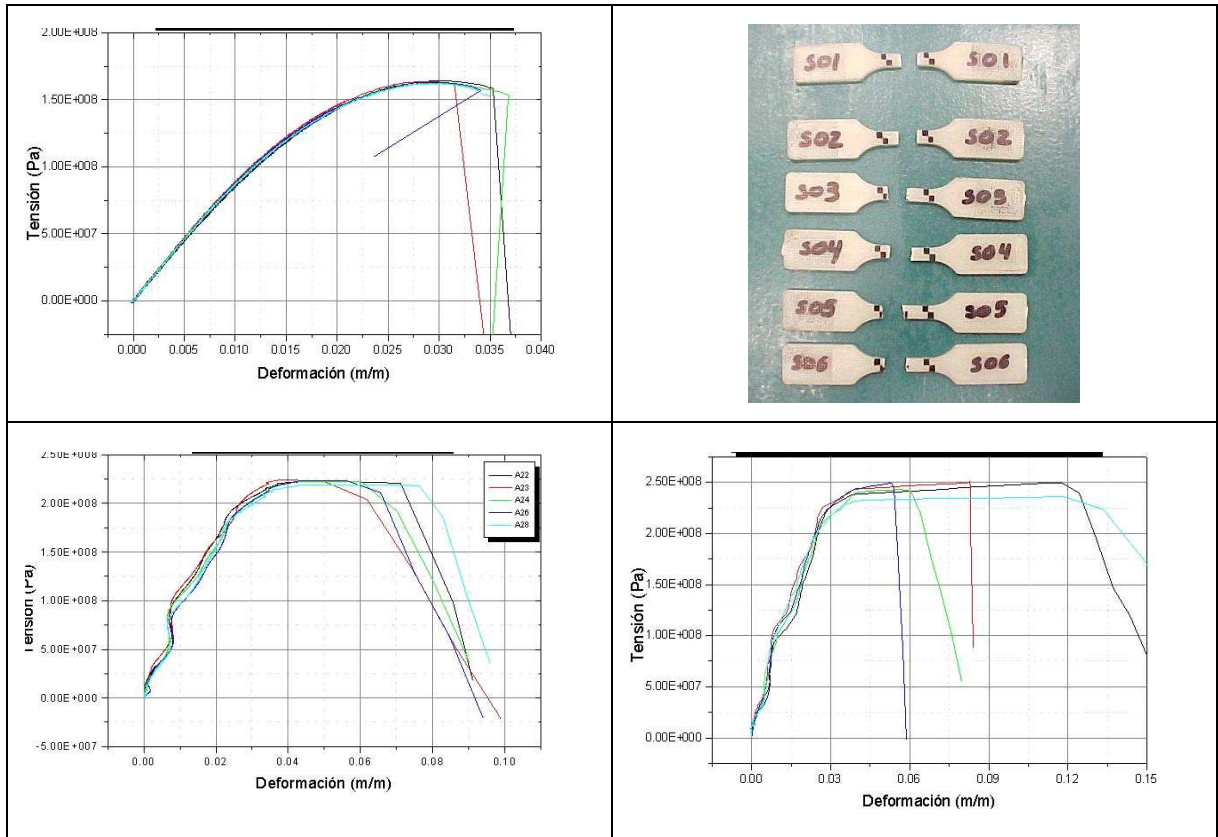 2.00E+008
1.50E+008
1.00E+008
5.00E+007
0.00E+000
Tensión (Pa)
0.000 0.005 0.010 0.015 0.020 0.025 0.030 0.035 0.040
Deformación (m/m)
S01 S01
S02 S02
S03 S03
S04 S04
S05 S05
S06 S06
2.50E+008
2.00E+008
1.50E+008
1.00E+008
5.00E+007
0.00E+000
-5.00E+007
Tensión (Pa)
A22
A23
A24
A26
A28
0.00 0.02 0.04 0.06 0.08 0.10
Deformación (m/m)
2.50E+008
2.00E+008
1.50E+008
1.00E+008
5.00E+007
0.00E+000
Tensión (Pa)
0.00 0.03 0.06 0.09 0.12 0.15
Deformación (m/m)